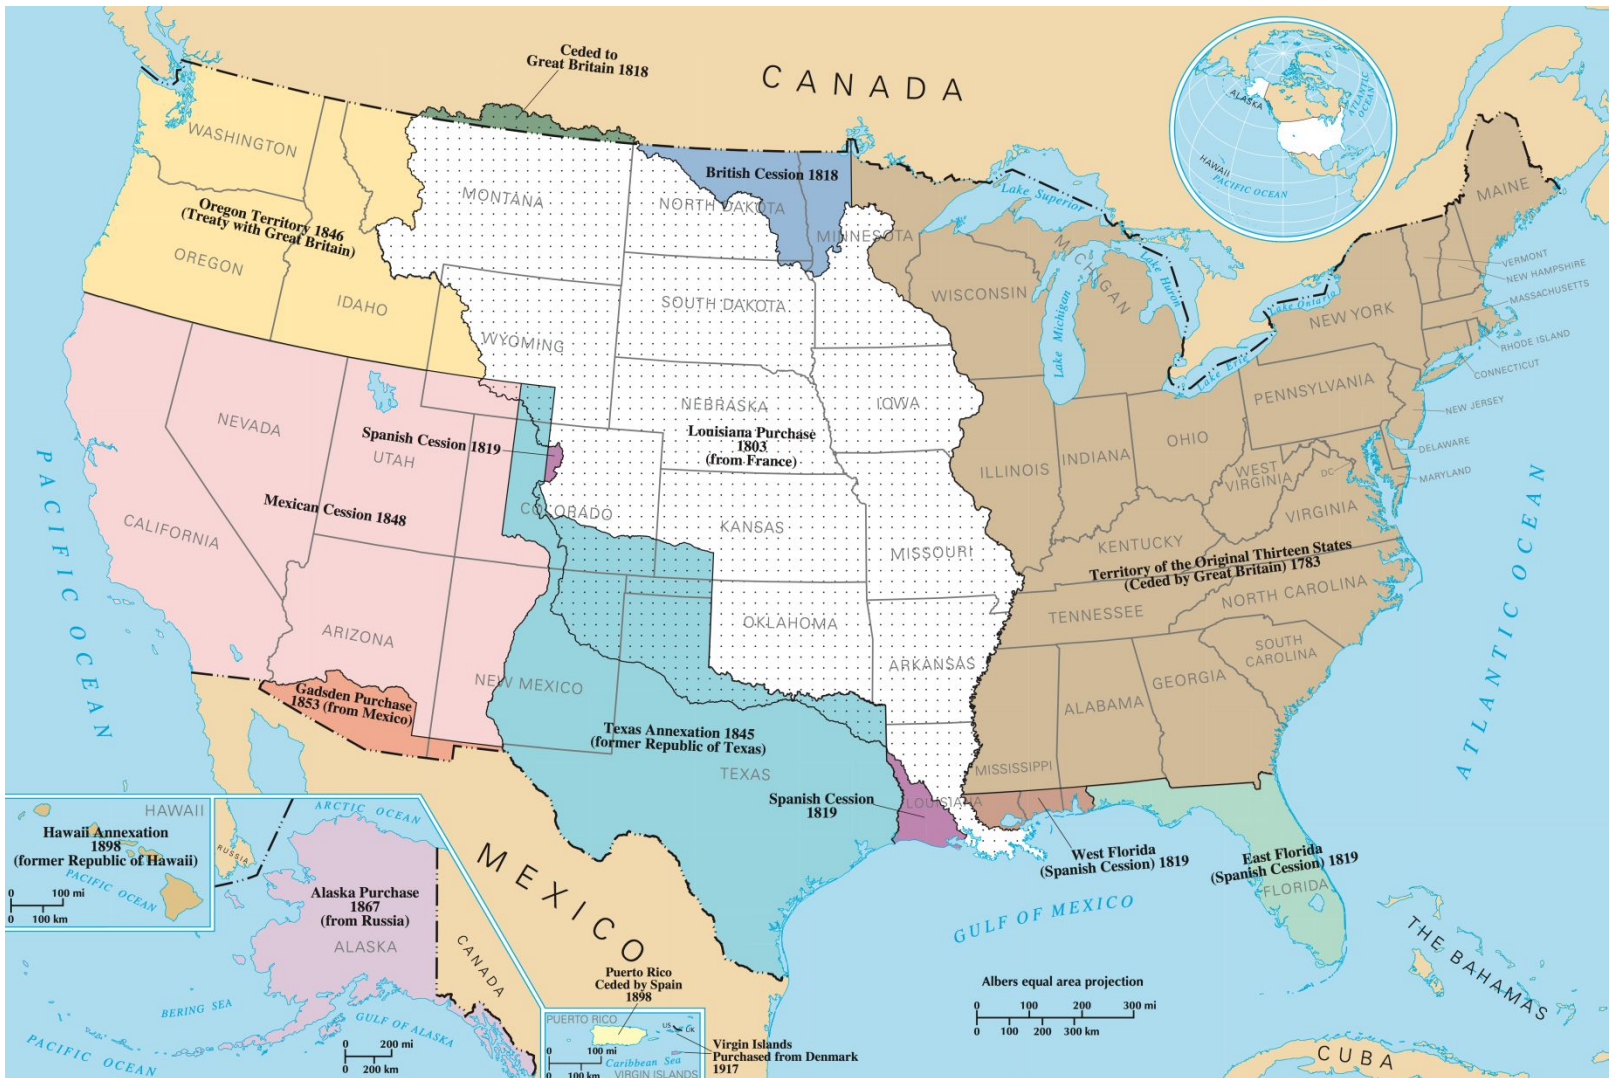 Ceded to
Great Britain 1818
CANADA
ALASKA
ATLANTIC
OCEAN
HAWAII
PACIFIC OCEAN
WASHINGTON
MONTANA
British Cession 1818
NORTH DAKOTA
MINNESOTA
Lake Superior
MAINE
Oregon Territory 1846
(Treaty with Great Britain)
OREGON
IDAHO
WYOMING
SOUTH DAKOTA
WISCONSIN
MICHIGAN
Lake Michigan
Lake Huron
Lake Ontario
Lake Erie
NEW YORK
VERMONT
NEW HAMPSHIRE
MASSACHUSETTS
RHODE ISLAND
CONNECTICUT
NEW JERSEY
DELAWARE
MARYLAND
DC
PENNSYLVANIA
NEVADA
UTAH
Spanish Cession 1819
NEBRASKA
Louisiana Purchase
1803
(from France)
IOWA
ILLINOIS
INDIANA
OHIO
WEST
VIRGINIA
VIRGINIA
PACIFIC OCEAN
CALIFORNIA
Mexican Cession 1848
COLORADO
KANSAS
MISSOURI
KENTUCKY
Territory of the Original Thirteen States
(Ceded by Great Britain) 1783
ATLANTIC OCEAN
ARIZONA
NEW MEXICO
OKLAHOMA
ARKANSAS
TENNESSEE
NORTH CAROLINA
SOUTH
CAROLINA
Gadsden Purchase
1853 (from Mexico)
Texas Annexation 1845
(former Republic of Texas)
TEXAS
MISSISSIPPI
ALABAMA
GEORGIA
Spanish Cession
1819
LOUISIANA
West Florida
(Spanish Cession) 1819
East Florida
(Spanish Cession) 1819
FLORIDA
HAWAII
Hawaii Annexation
1898
(former Republic of Hawaii)
PACIFIC OCEAN
0 100 mi
0 100 km
RUSSIA
ARCTIC OCEAN
Alaska Purchase
1867
(from Russia)
ALASKA
CANADA
BERING SEA
GULF OF ALASKA
PACIFIC OCEAN
0 200 mi
0 200 km
MEXICO
Puerto Rico
Ceded by Spain
1898
PUERTO RICO
US
UK
0 100 mi
Caribbean Sea
0 100 km
VIRGIN ISLANDS
Virgin Islands
Purchased from Denmark
1917
GULF OF MEXICO
Albers equal area projection
0 100 200 300 mi
0 100 200 300 km
THE BAHAMAS
CUBA